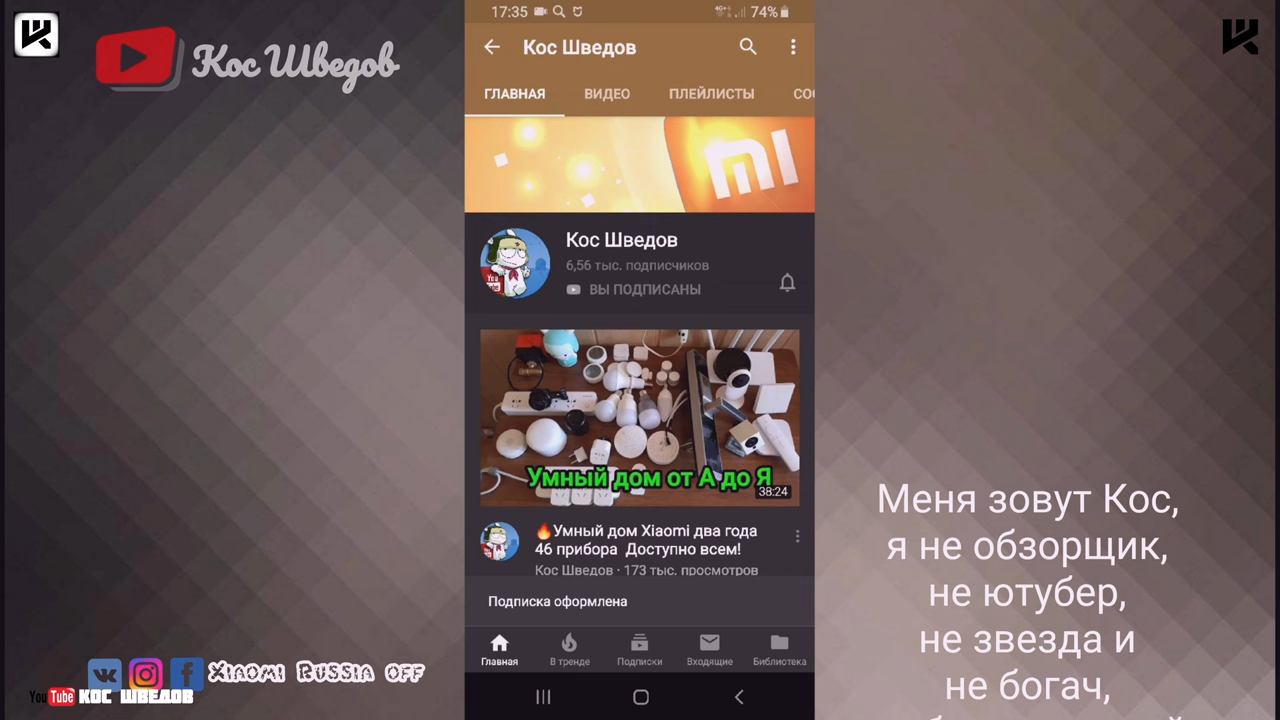 17:35
4G+
74%
Кос Шведов
Кос Шведов
ГЛАВНАЯ
ВИДЕО
ПЛЕЙЛИСТЫ
СОО
MI
Кос Шведов
6,56 тыс. подписчиков
You
ВЫ ПОДПИСАНЫ
Умный дом от А до Я
38:24
🔥Умный дом Xiaomi два года
46 прибора Доступно всем!
Кос Шведов · 173 тыс. просмотров
Подписка оформлена
Главная
В тренде
Подписки
Входящие
Библиотека
Xiaomi Russia off
YouTube КОС ШВЕДОВ
Меня зовут Кос,
я не обзорщик,
не ютубер,
не звезда и
не богач,